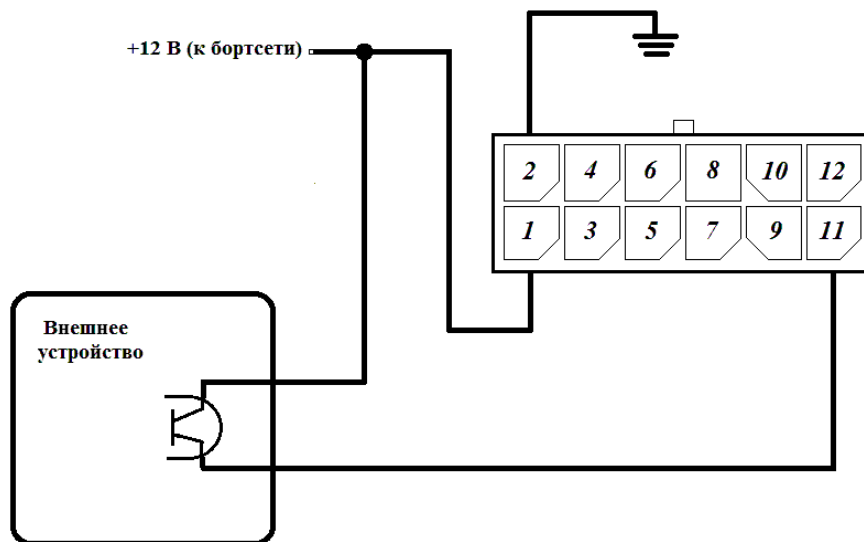 +12 В (к бортсети)
2 4 6 8 10 12
1 3 5 7 9 11
Внешнее
устройство